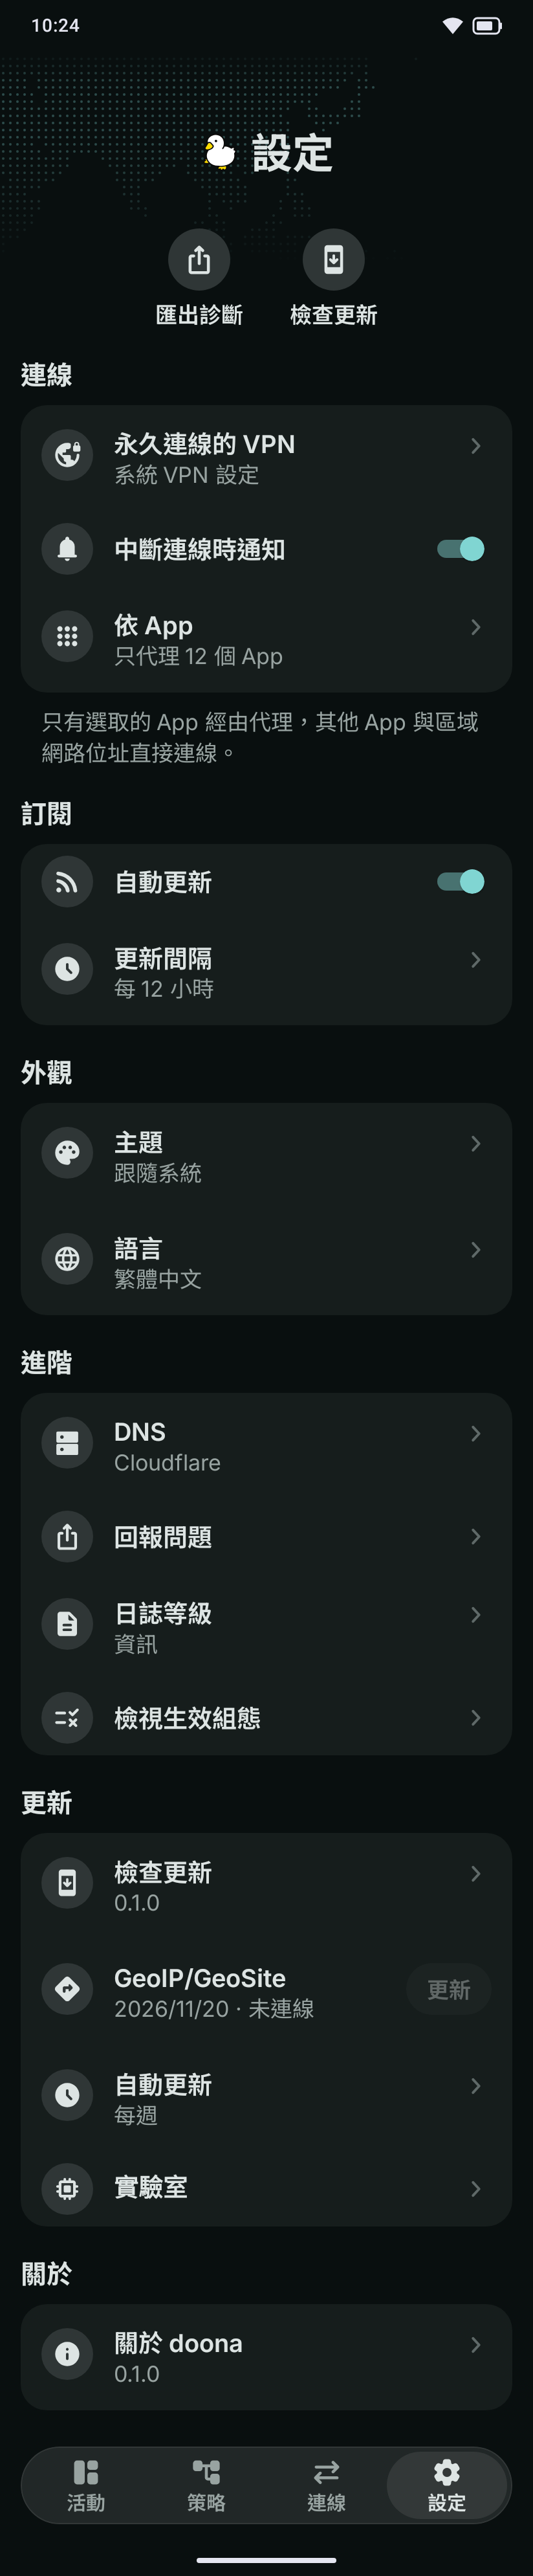 10:24
設定
匯出診斷
檢查更新
連線
永久連線的 VPN
系統 VPN 設定
中斷連線時通知
依 App
只代理 12 個 App
只有選取的 App 經由代理，其他 App 與區域
網路位址直接連線。
訂閱
自動更新
更新間隔
每 12 小時
外觀
主題
跟隨系統
語言
繁體中文
進階
DNS
Cloudflare
回報問題
日誌等級
資訊
檢視生效組態
更新
檢查更新
0.1.0
GeoIP/GeoSite
2026/11/20 · 未連線
更新
自動更新
每週
實驗室
關於
關於 doona
0.1.0
活動
策略
連線
設定